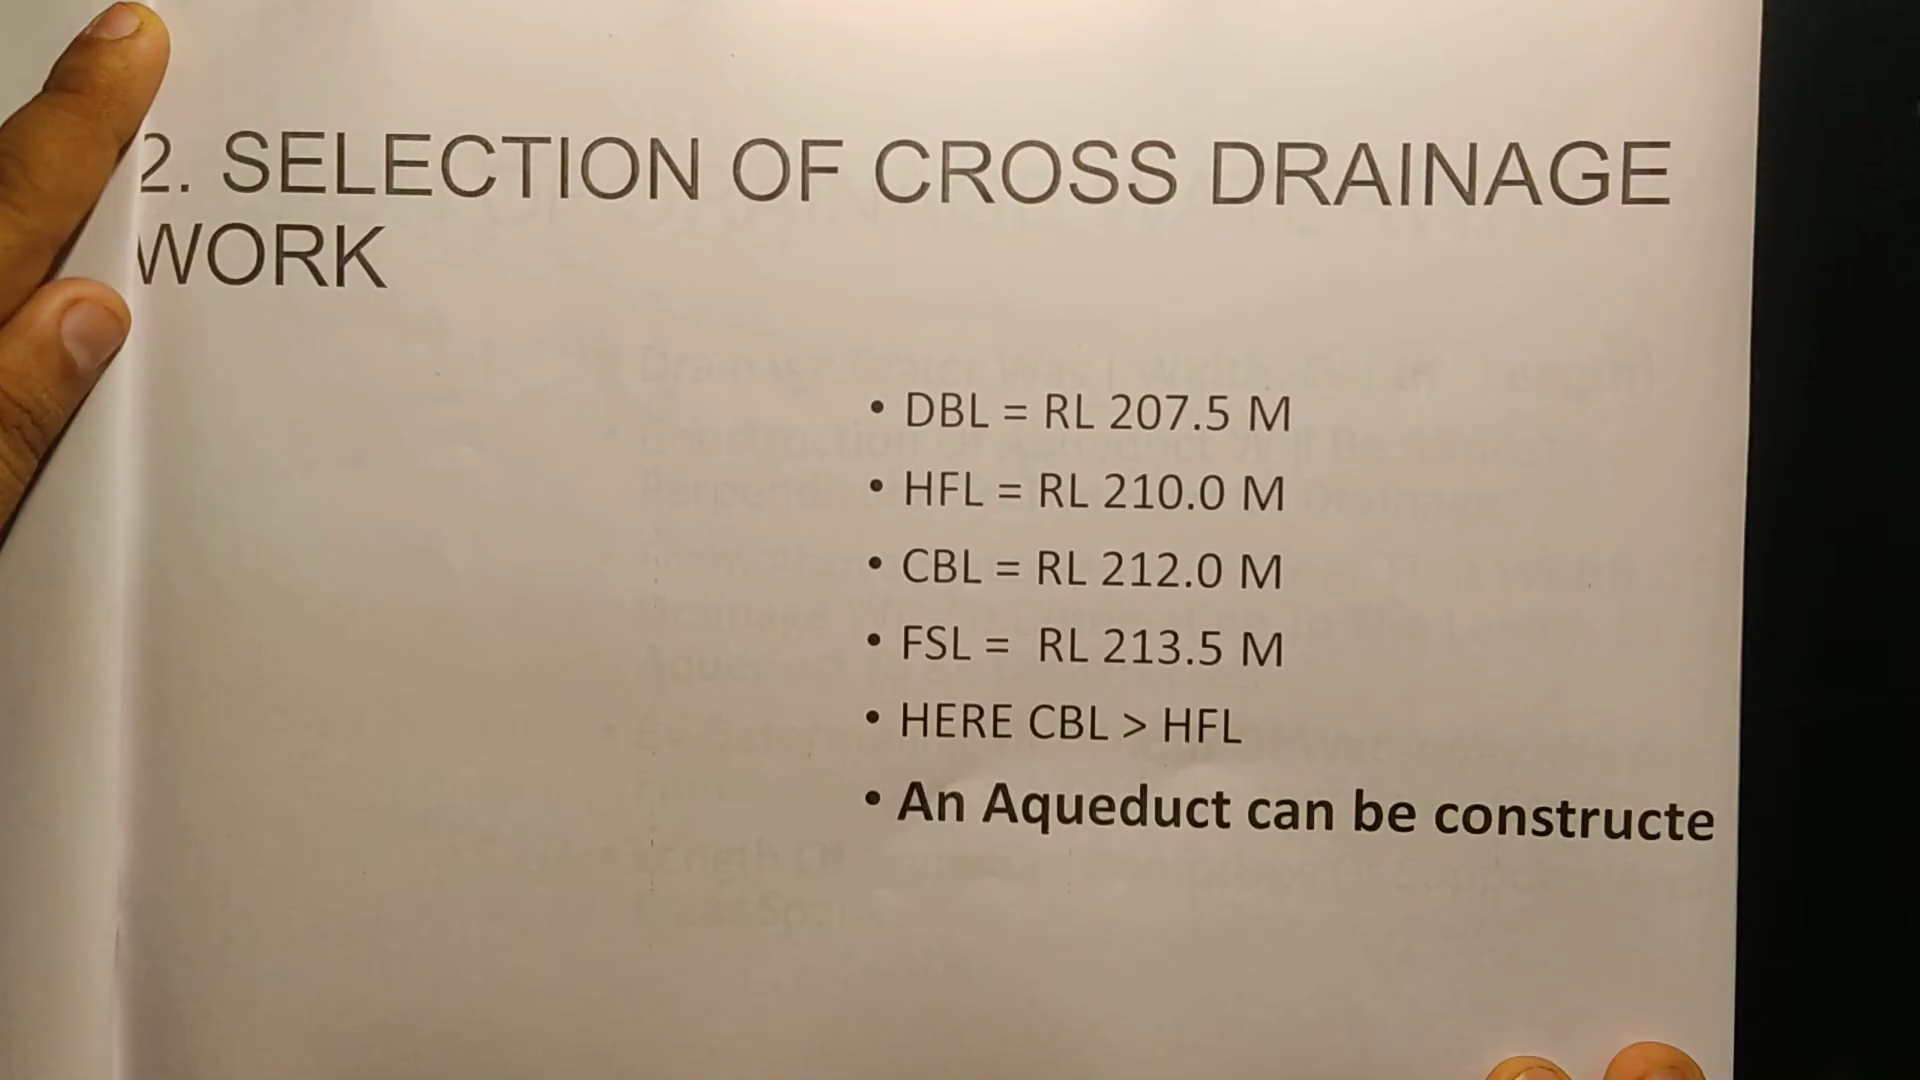 2. SELECTION OF CROSS DRAINAGE
WORK
• DBL = RL 207.5 M
• HFL = RL 210.0 M
• CBL = RL 212.0 M
• FSL = RL 213.5 M
• HERE CBL > HFL
• An Aqueduct can be constructe